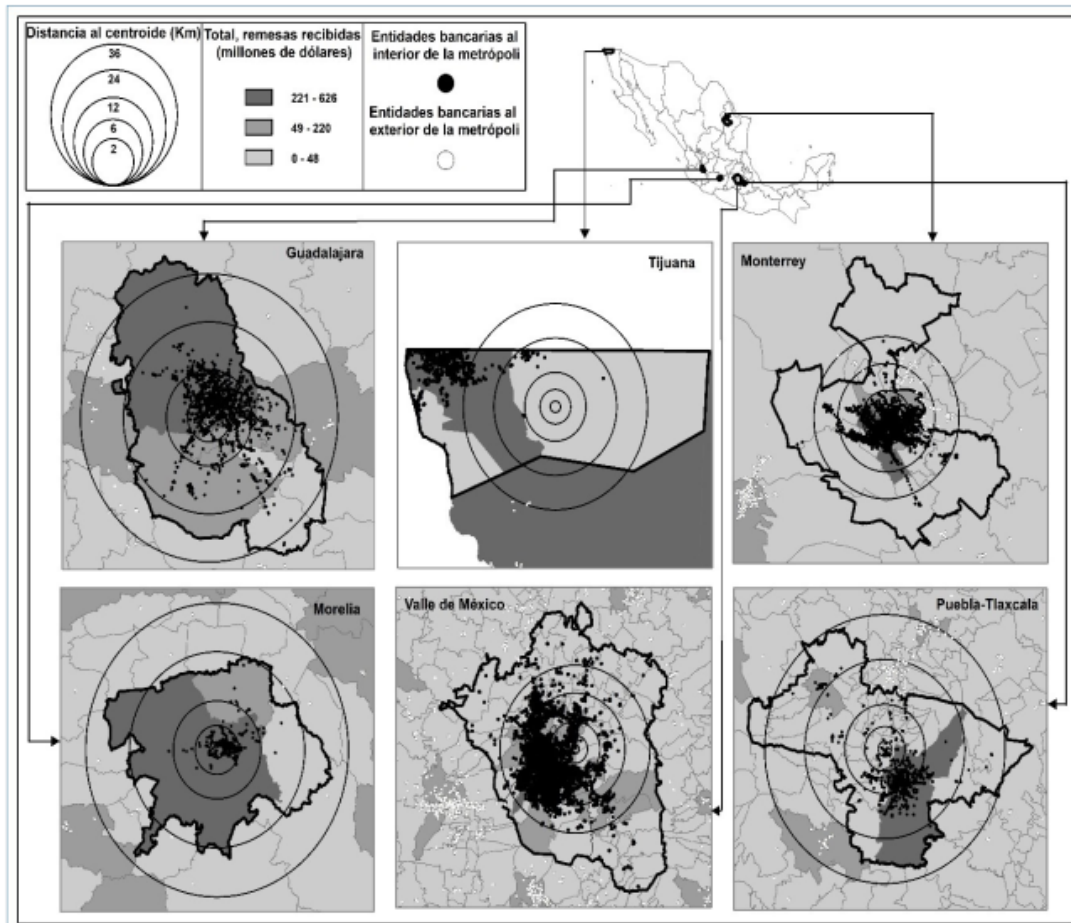 Distancia al centroide (Km)
36
24
12
6
2
Total, remesas recibidas
(millones de dólares)
221 - 626
49 - 220
0 - 48
Entidades bancarias al
interior de la metrópoli
Entidades bancarias al
exterior de la metrópoli
Guadalajara
Tijuana
Monterrey
Morelia
Valle de México
Puebla-Tlaxcala